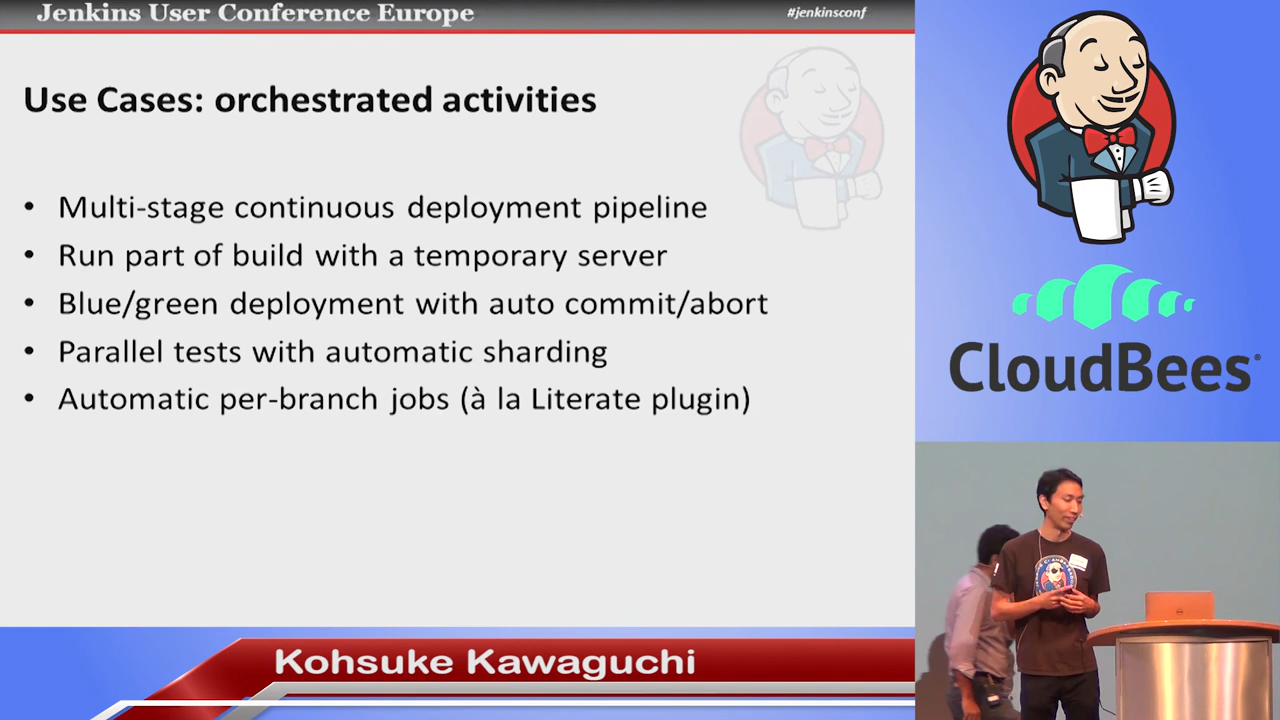 Jenkins User Conference Europe
#jenkinsconf
Use Cases: orchestrated activities
• Multi-stage continuous deployment pipeline
• Run part of build with a temporary server
• Blue/green deployment with auto commit/abort
• Parallel tests with automatic sharding
• Automatic per-branch jobs (à la Literate plugin)
CloudBees®
Kohsuke Kawaguchi